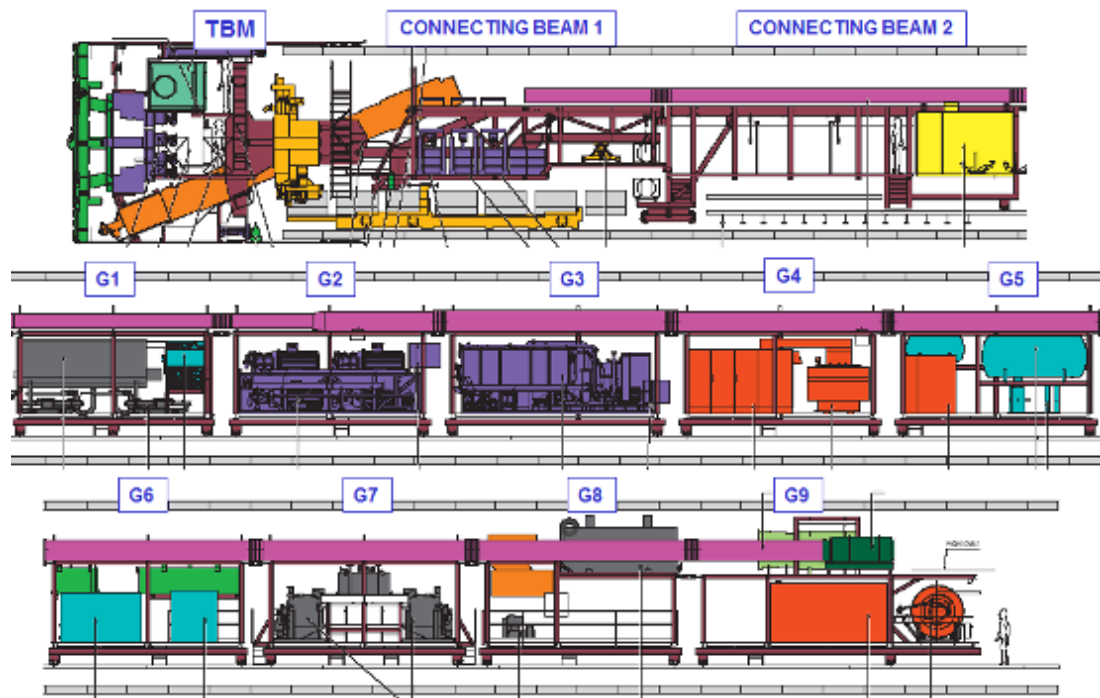 TBM
CONNECTING BEAM 1
CONNECTING BEAM 2
G1
G2
G3
G4
G5
G6
G7
G8
G9